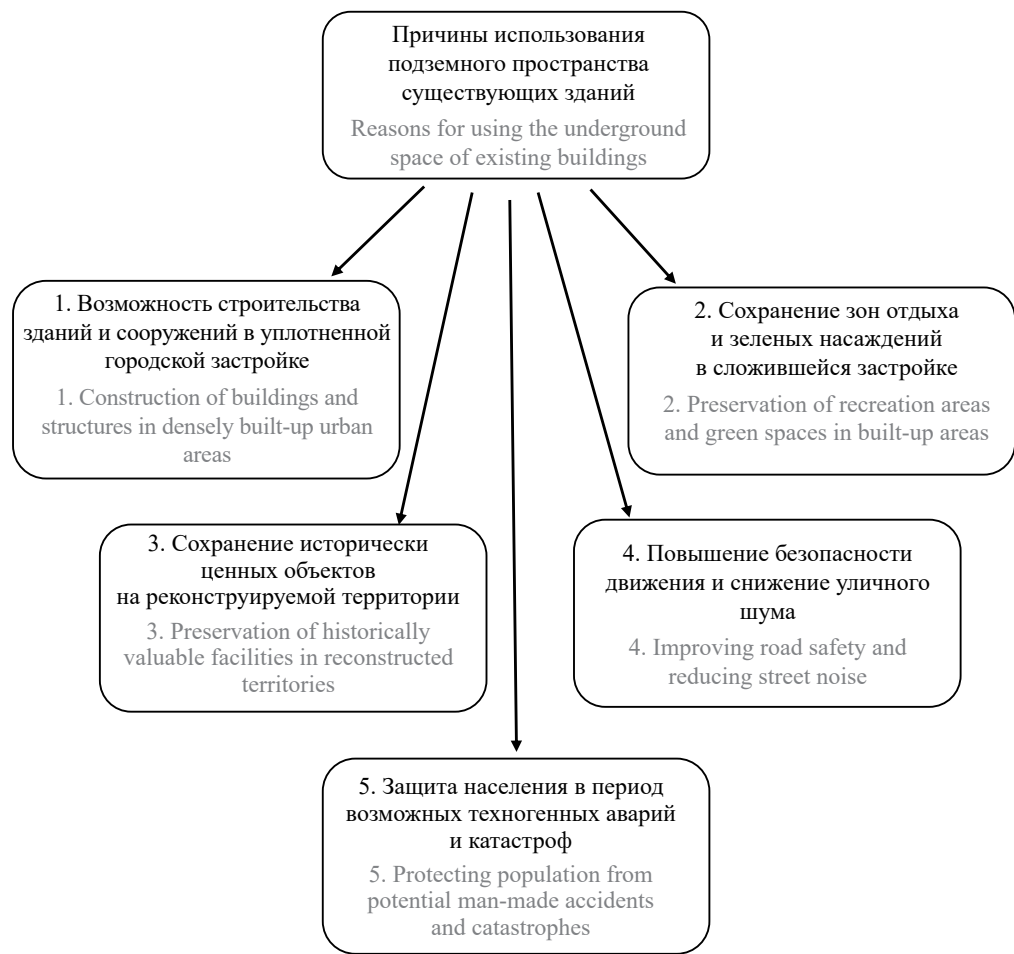 Причины использования
подземного пространства
существующих зданий
Reasons for using the underground
space of existing buildings
1. Возможность строительства
зданий и сооружений в уплотненной
городской застройке
1. Construction of buildings and
structures in densely built-up urban
areas
2. Сохранение зон отдыха
и зеленых насаждений
в сложившейся застройке
2. Preservation of recreation areas
and green spaces in built-up areas
3. Сохранение исторически
ценных объектов
на реконструируемой территории
3. Preservation of historically
valuable facilities in reconstructed
territories
4. Повышение безопасности
движения и снижение уличного
шума
4. Improving road safety and
reducing street noise
5. Защита населения в период
возможных техногенных аварий
и катастроф
5. Protecting population from
potential man-made accidents
and catastrophes